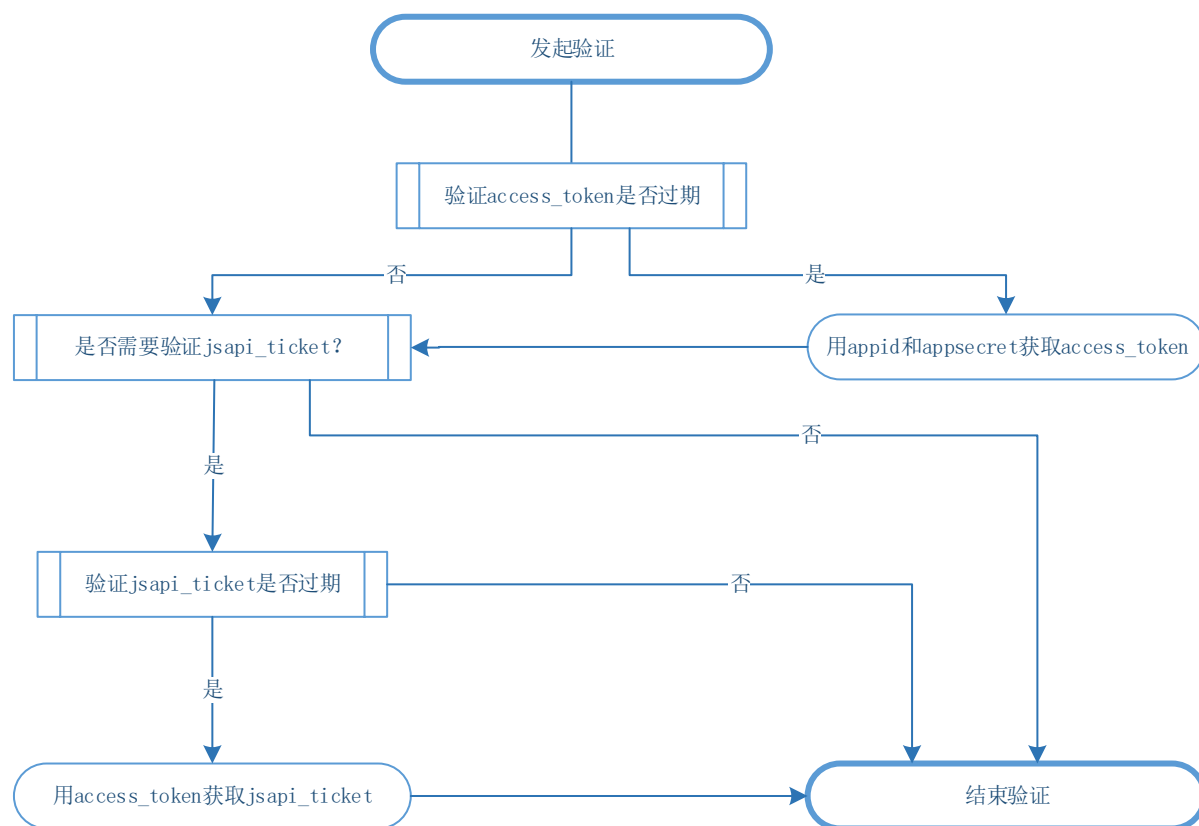 发起验证
验证access_token是否过期
否
是
是否需要验证jsapi_ticket?
用appid和appsecret获取access_token
否
是
验证jsapi_ticket是否过期
否
是
用access_token获取jsapi_ticket
结束验证